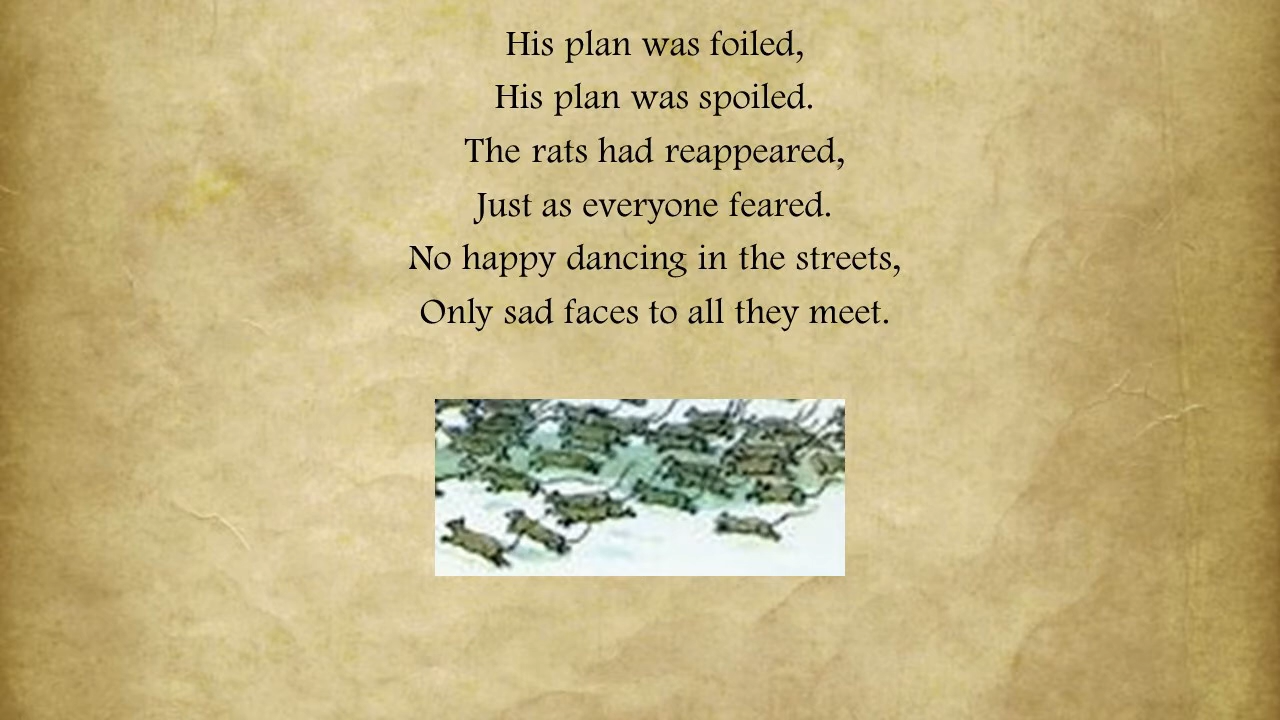 His plan was foiled,
His plan was spoiled.
The rats had reappeared,
Just as everyone feared.
No happy dancing in the streets,
Only sad faces to all they meet.